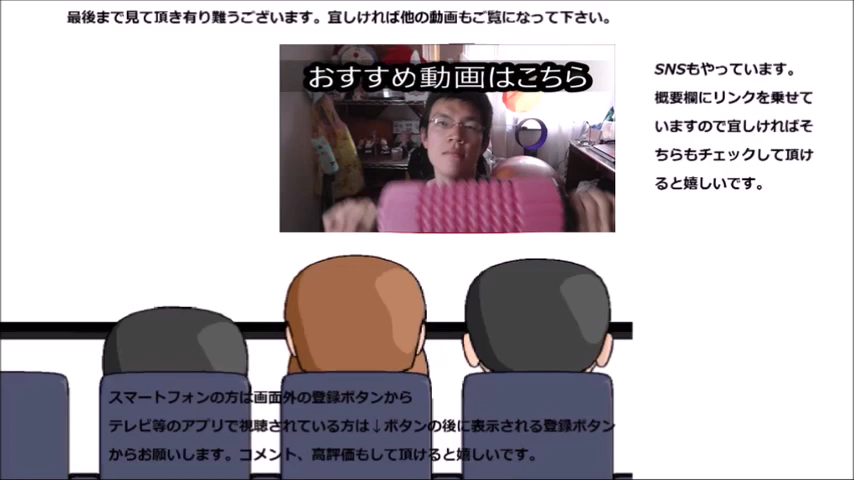 最後まで見て頂き有り難うございます。宜しければ他の動画もご覧になって下さい。
おすすめ動画はこちら
SNSもやっています。
概要欄にリンクを乗せて
いますので宜しければそ
ちらもチェックして頂け
ると嬉しいです。
スマートフォンの方は画面外の登録ボタンから
テレビ等のアプリで視聴されている方は↓ボタンの後に表示される登録ボタン
からお願いします。コメント、高評価もして頂けると嬉しいです。